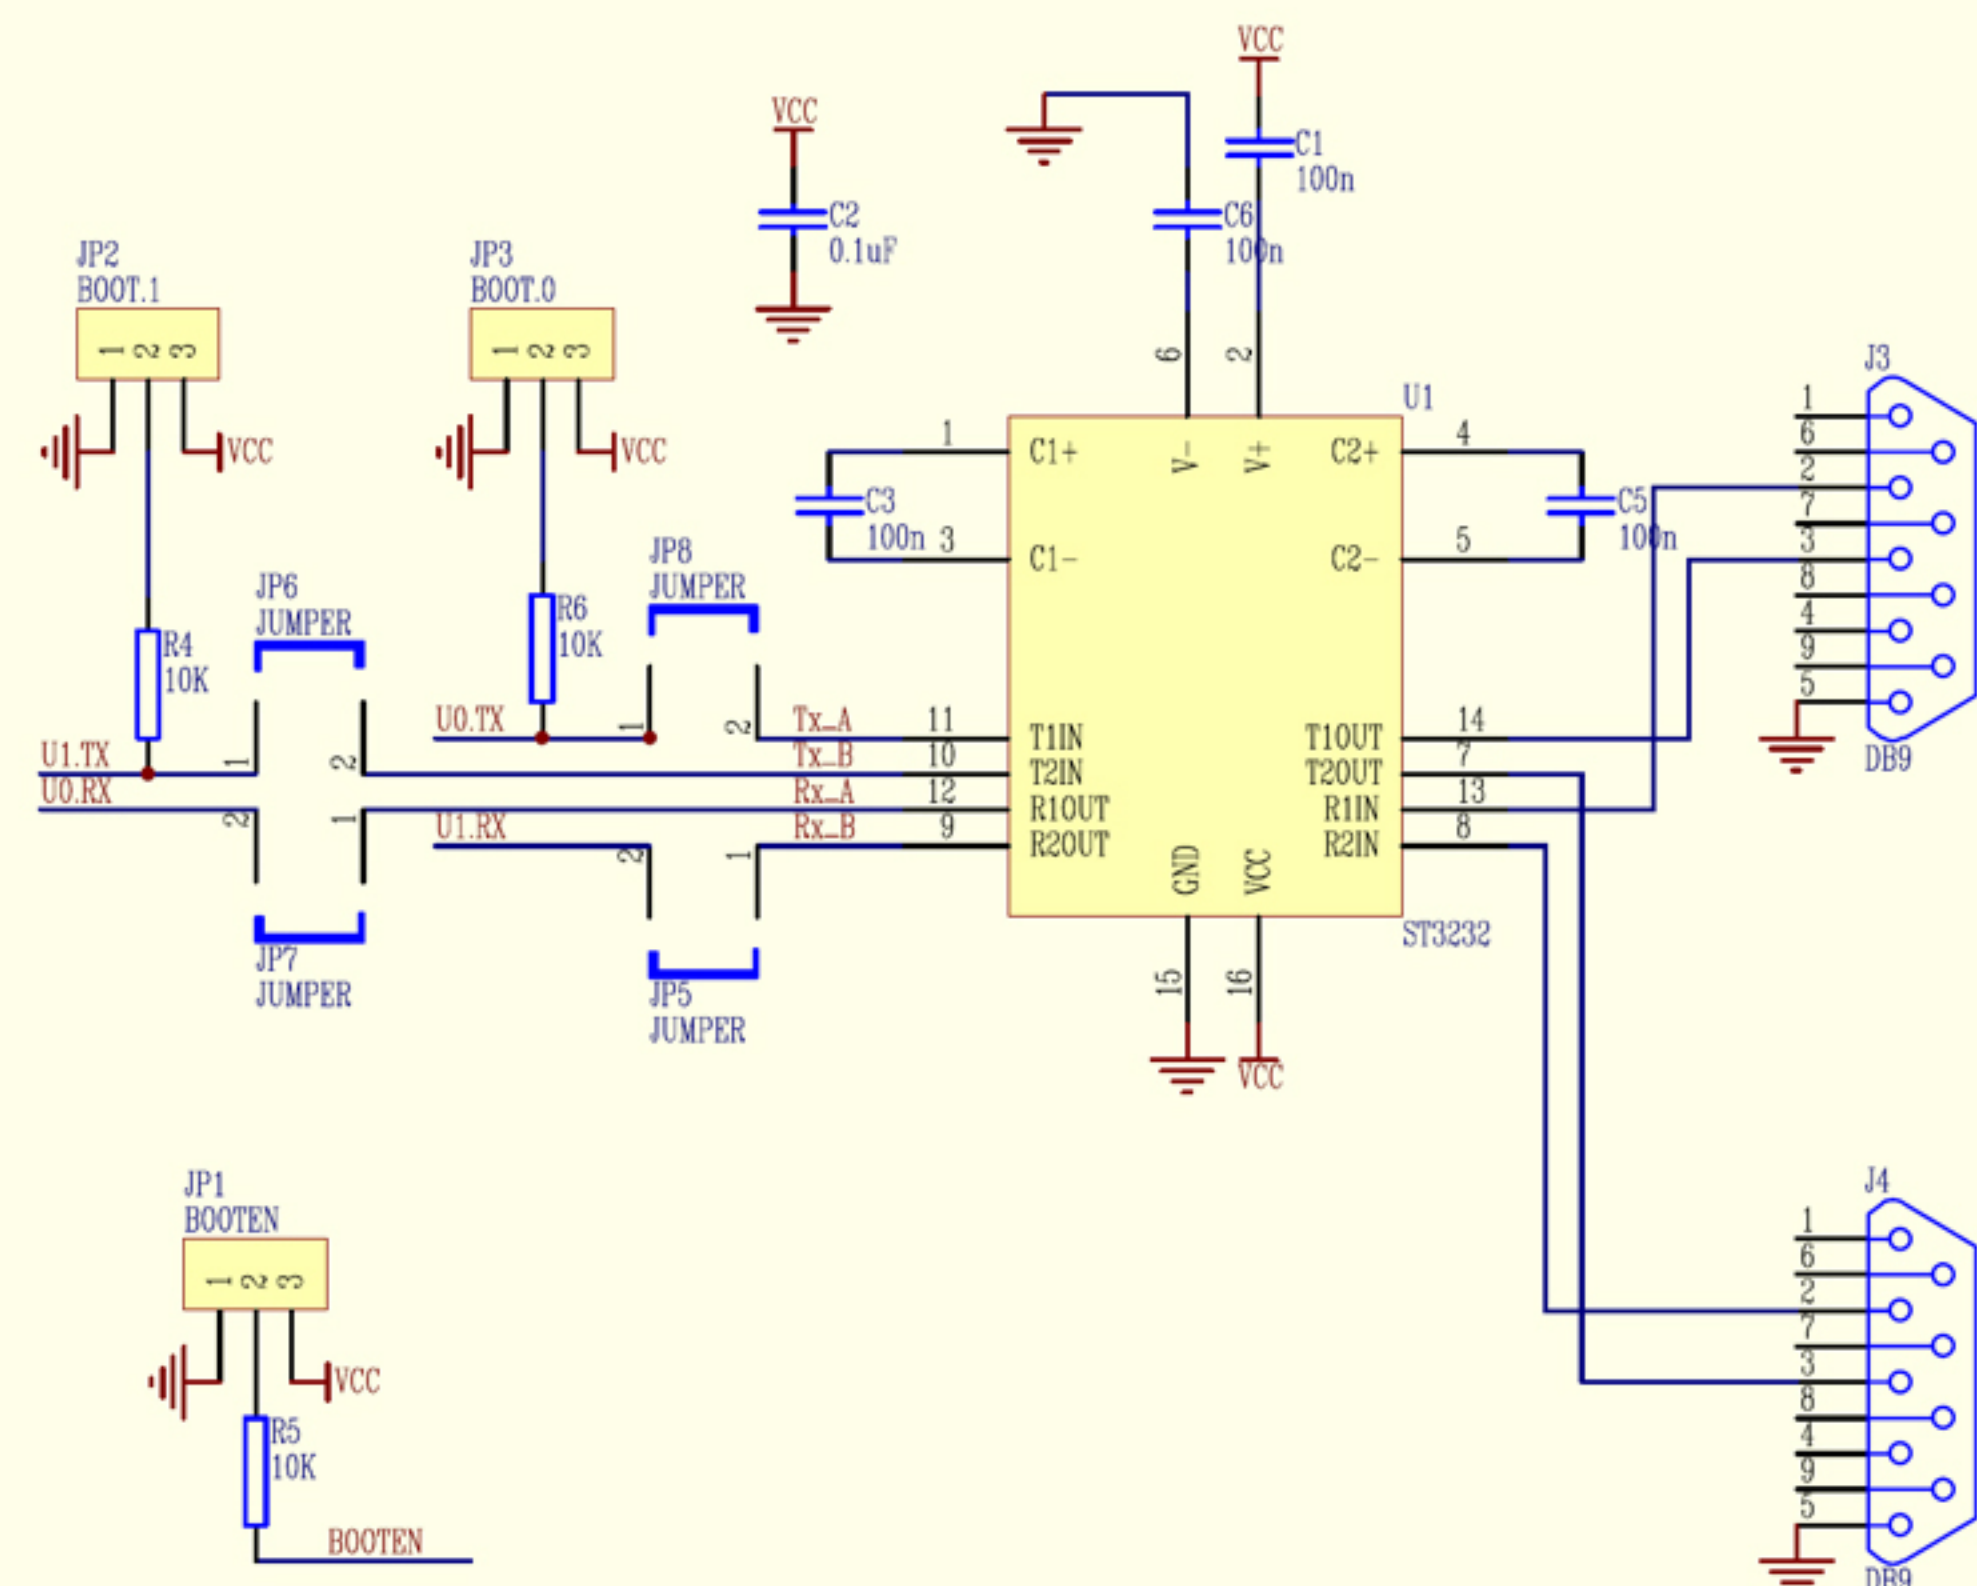 VCC
VCC
C1
100n
C2
0.1uF
C6
100n
JP2
BOOT.1
1 2 3
VCC
JP3
BOOT.0
1 2 3
VCC
6
2
U1
1
C1+
V-
V+
C2+
4
C3
100n
3
C1-
C2-
5
C5
100n
J3
1
6
2
7
3
8
4
9
5
DB9
JP6
JUMPER
JP8
JUMPER
R4
10K
R6
10K
U0.TX
1
2
Tx_A
11
T1IN
T1OUT
14
U1.TX
1
2
Tx_B
10
T2IN
T2OUT
7
U0.RX
2
1
Rx_A
12
R1OUT
R1IN
13
U1.RX
2
1
Rx_B
9
R2OUT
R2IN
8
GND
VCC
ST3232
JP7
JUMPER
JP5
JUMPER
15
16
VCC
JP1
BOOTEN
1 2 3
VCC
R5
10K
BOOTEN
J4
1
6
2
7
3
8
4
9
5
DB9